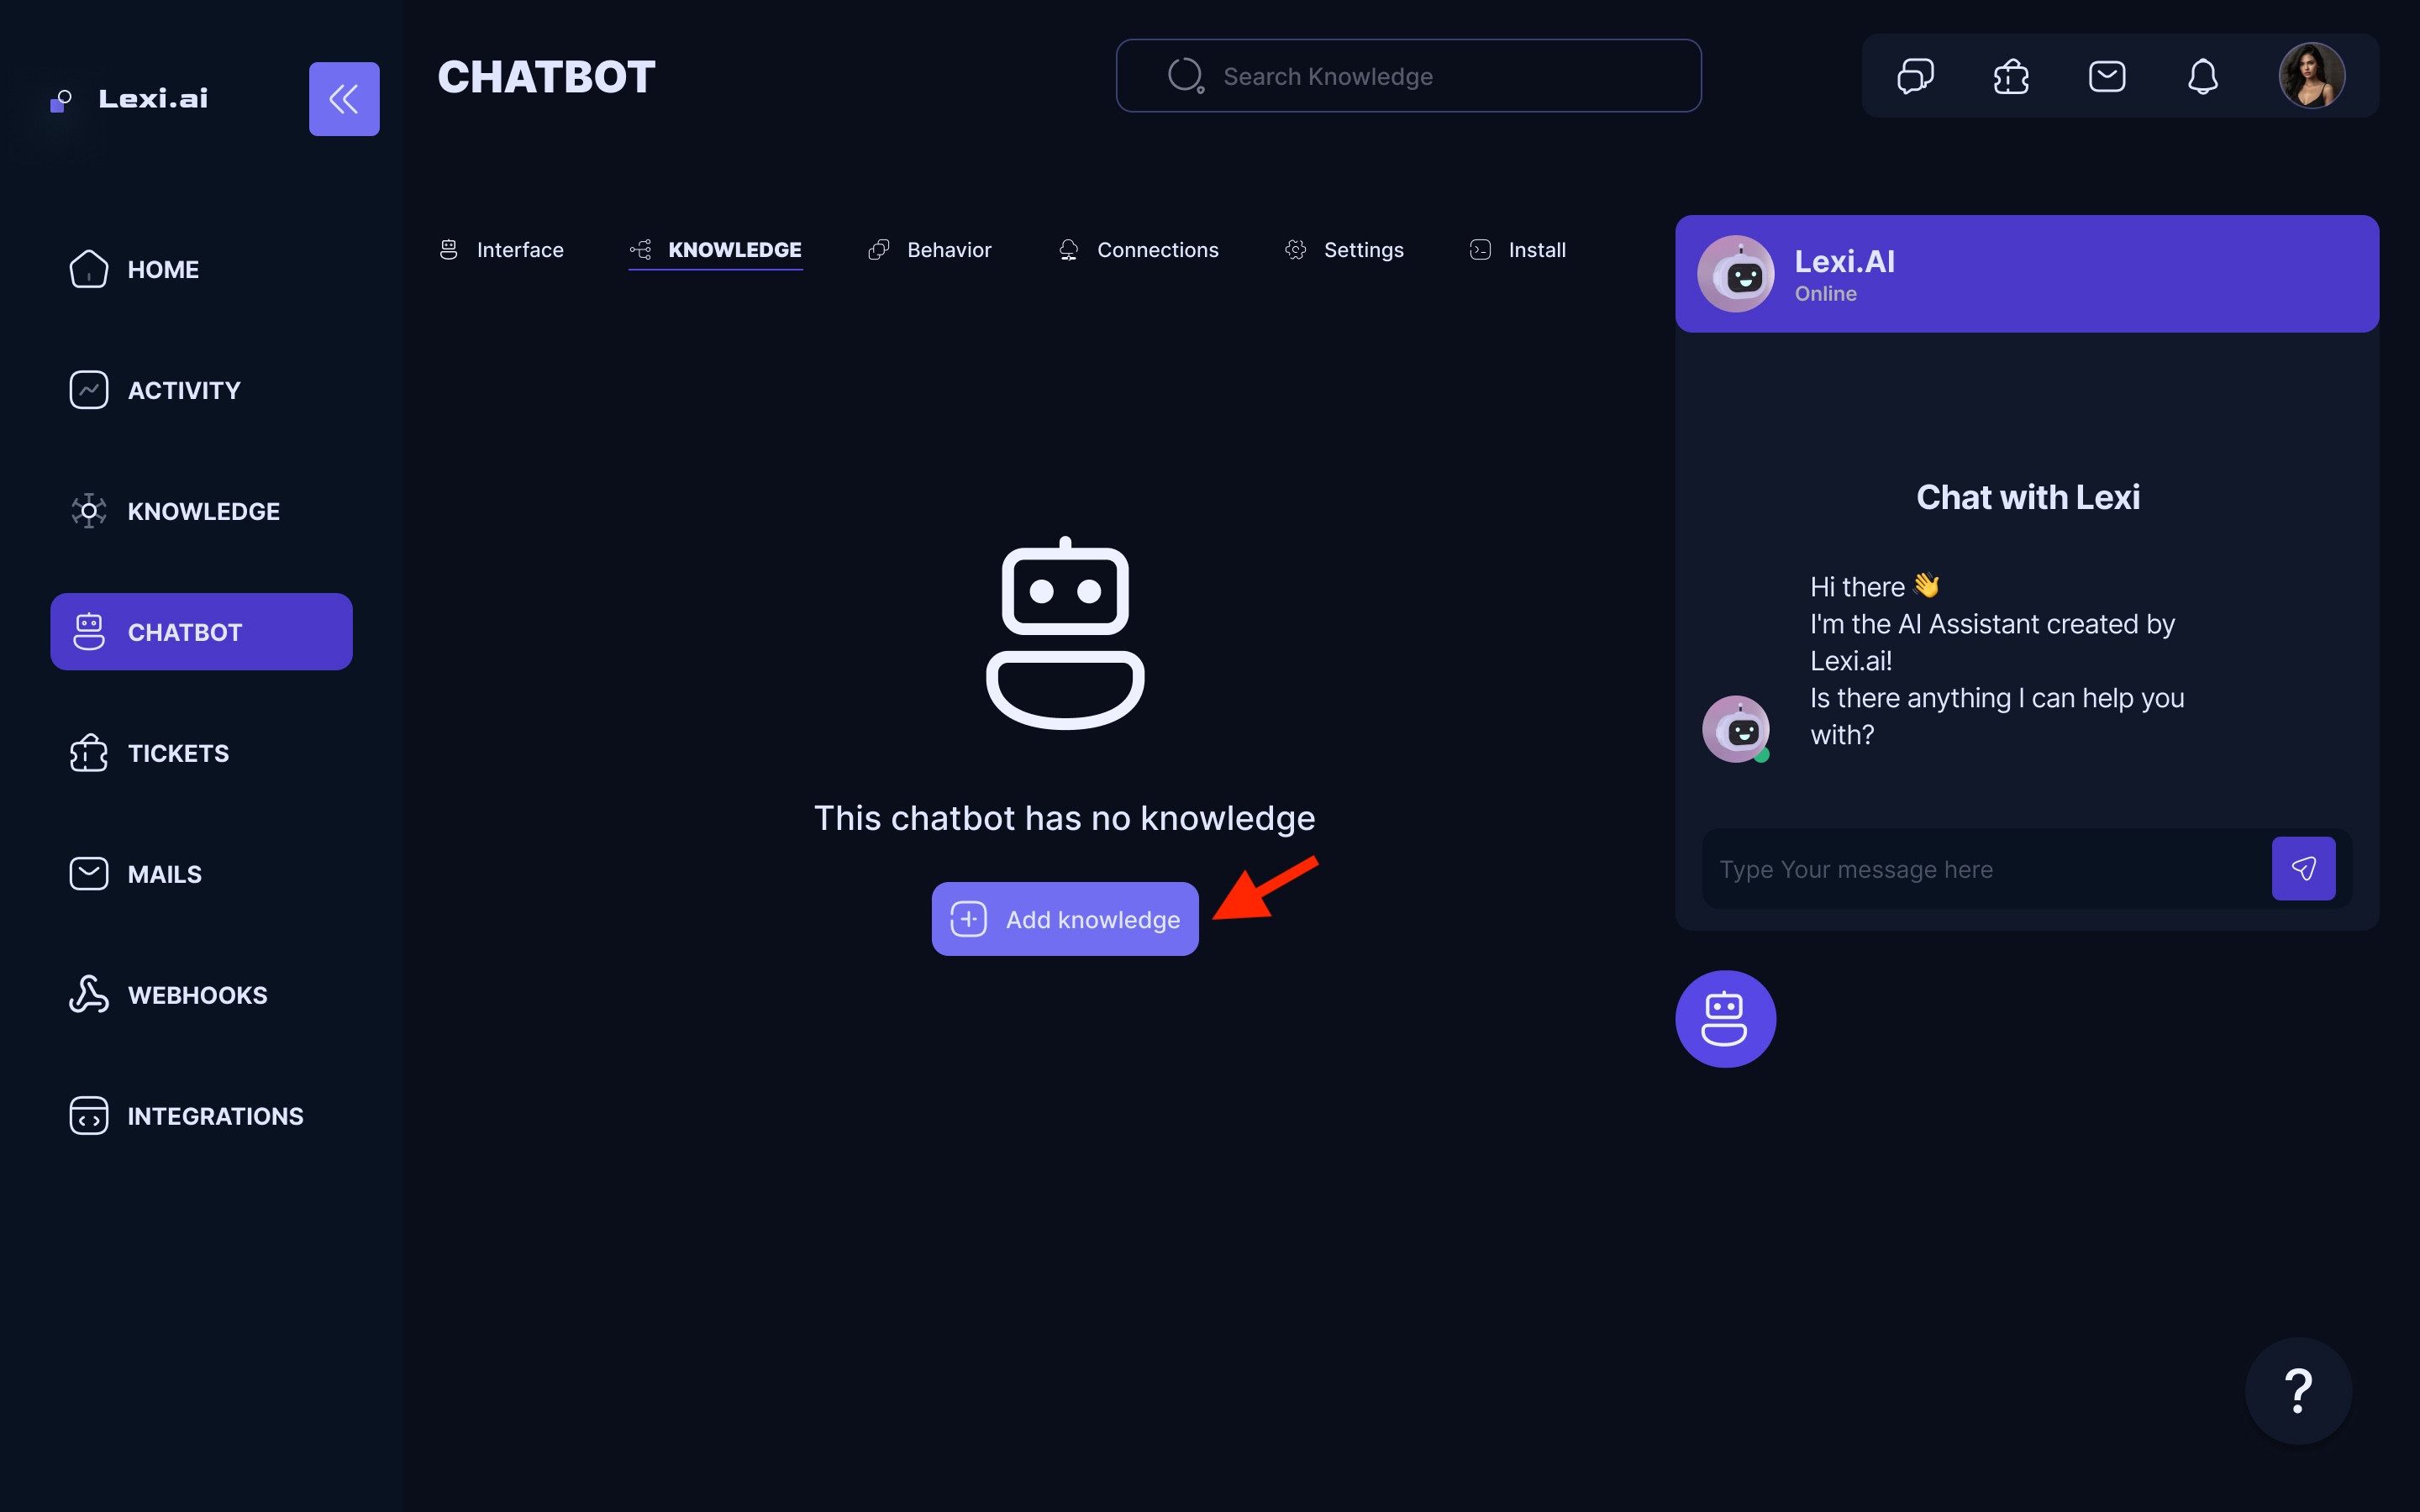 Lexi.ai
CHATBOT
Search Knowledge
HOME
ACTIVITY
KNOWLEDGE
CHATBOT
TICKETS
MAILS
WEBHOOKS
INTEGRATIONS
Interface
KNOWLEDGE
Behavior
Connections
Settings
Install
This chatbot has no knowledge
Add knowledge
Lexi.AI
Online
Chat with Lexi
Hi there 👋
I'm the AI Assistant created by
Lexi.ai!
Is there anything I can help you
with?
Type Your message here
?